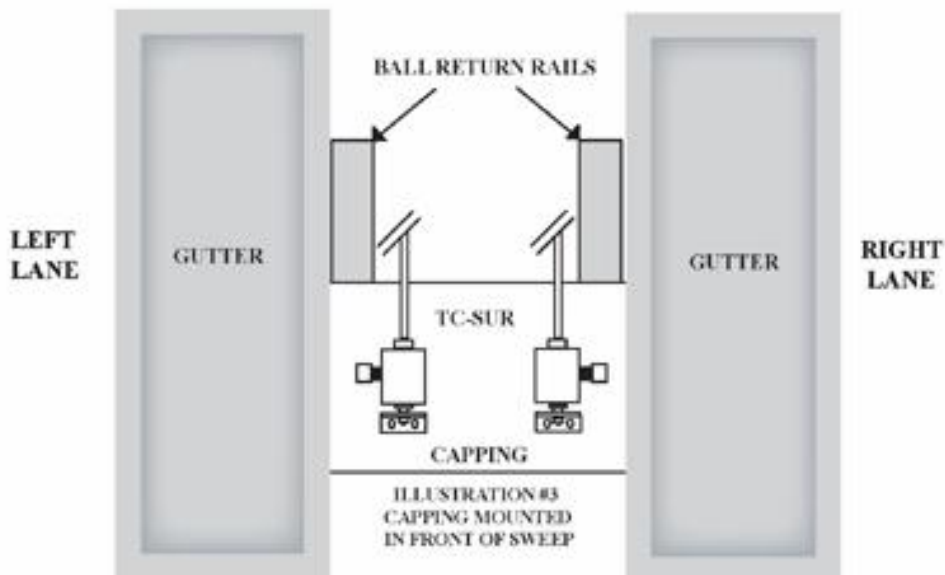 BALL RETURN RAILS
LEFT
LANE
GUTTER
GUTTER
RIGHT
LANE
TC-SUR
CAPPING
ILLUSTRATION #3
CAPPING MOUNTED
IN FRONT OF SWEEP